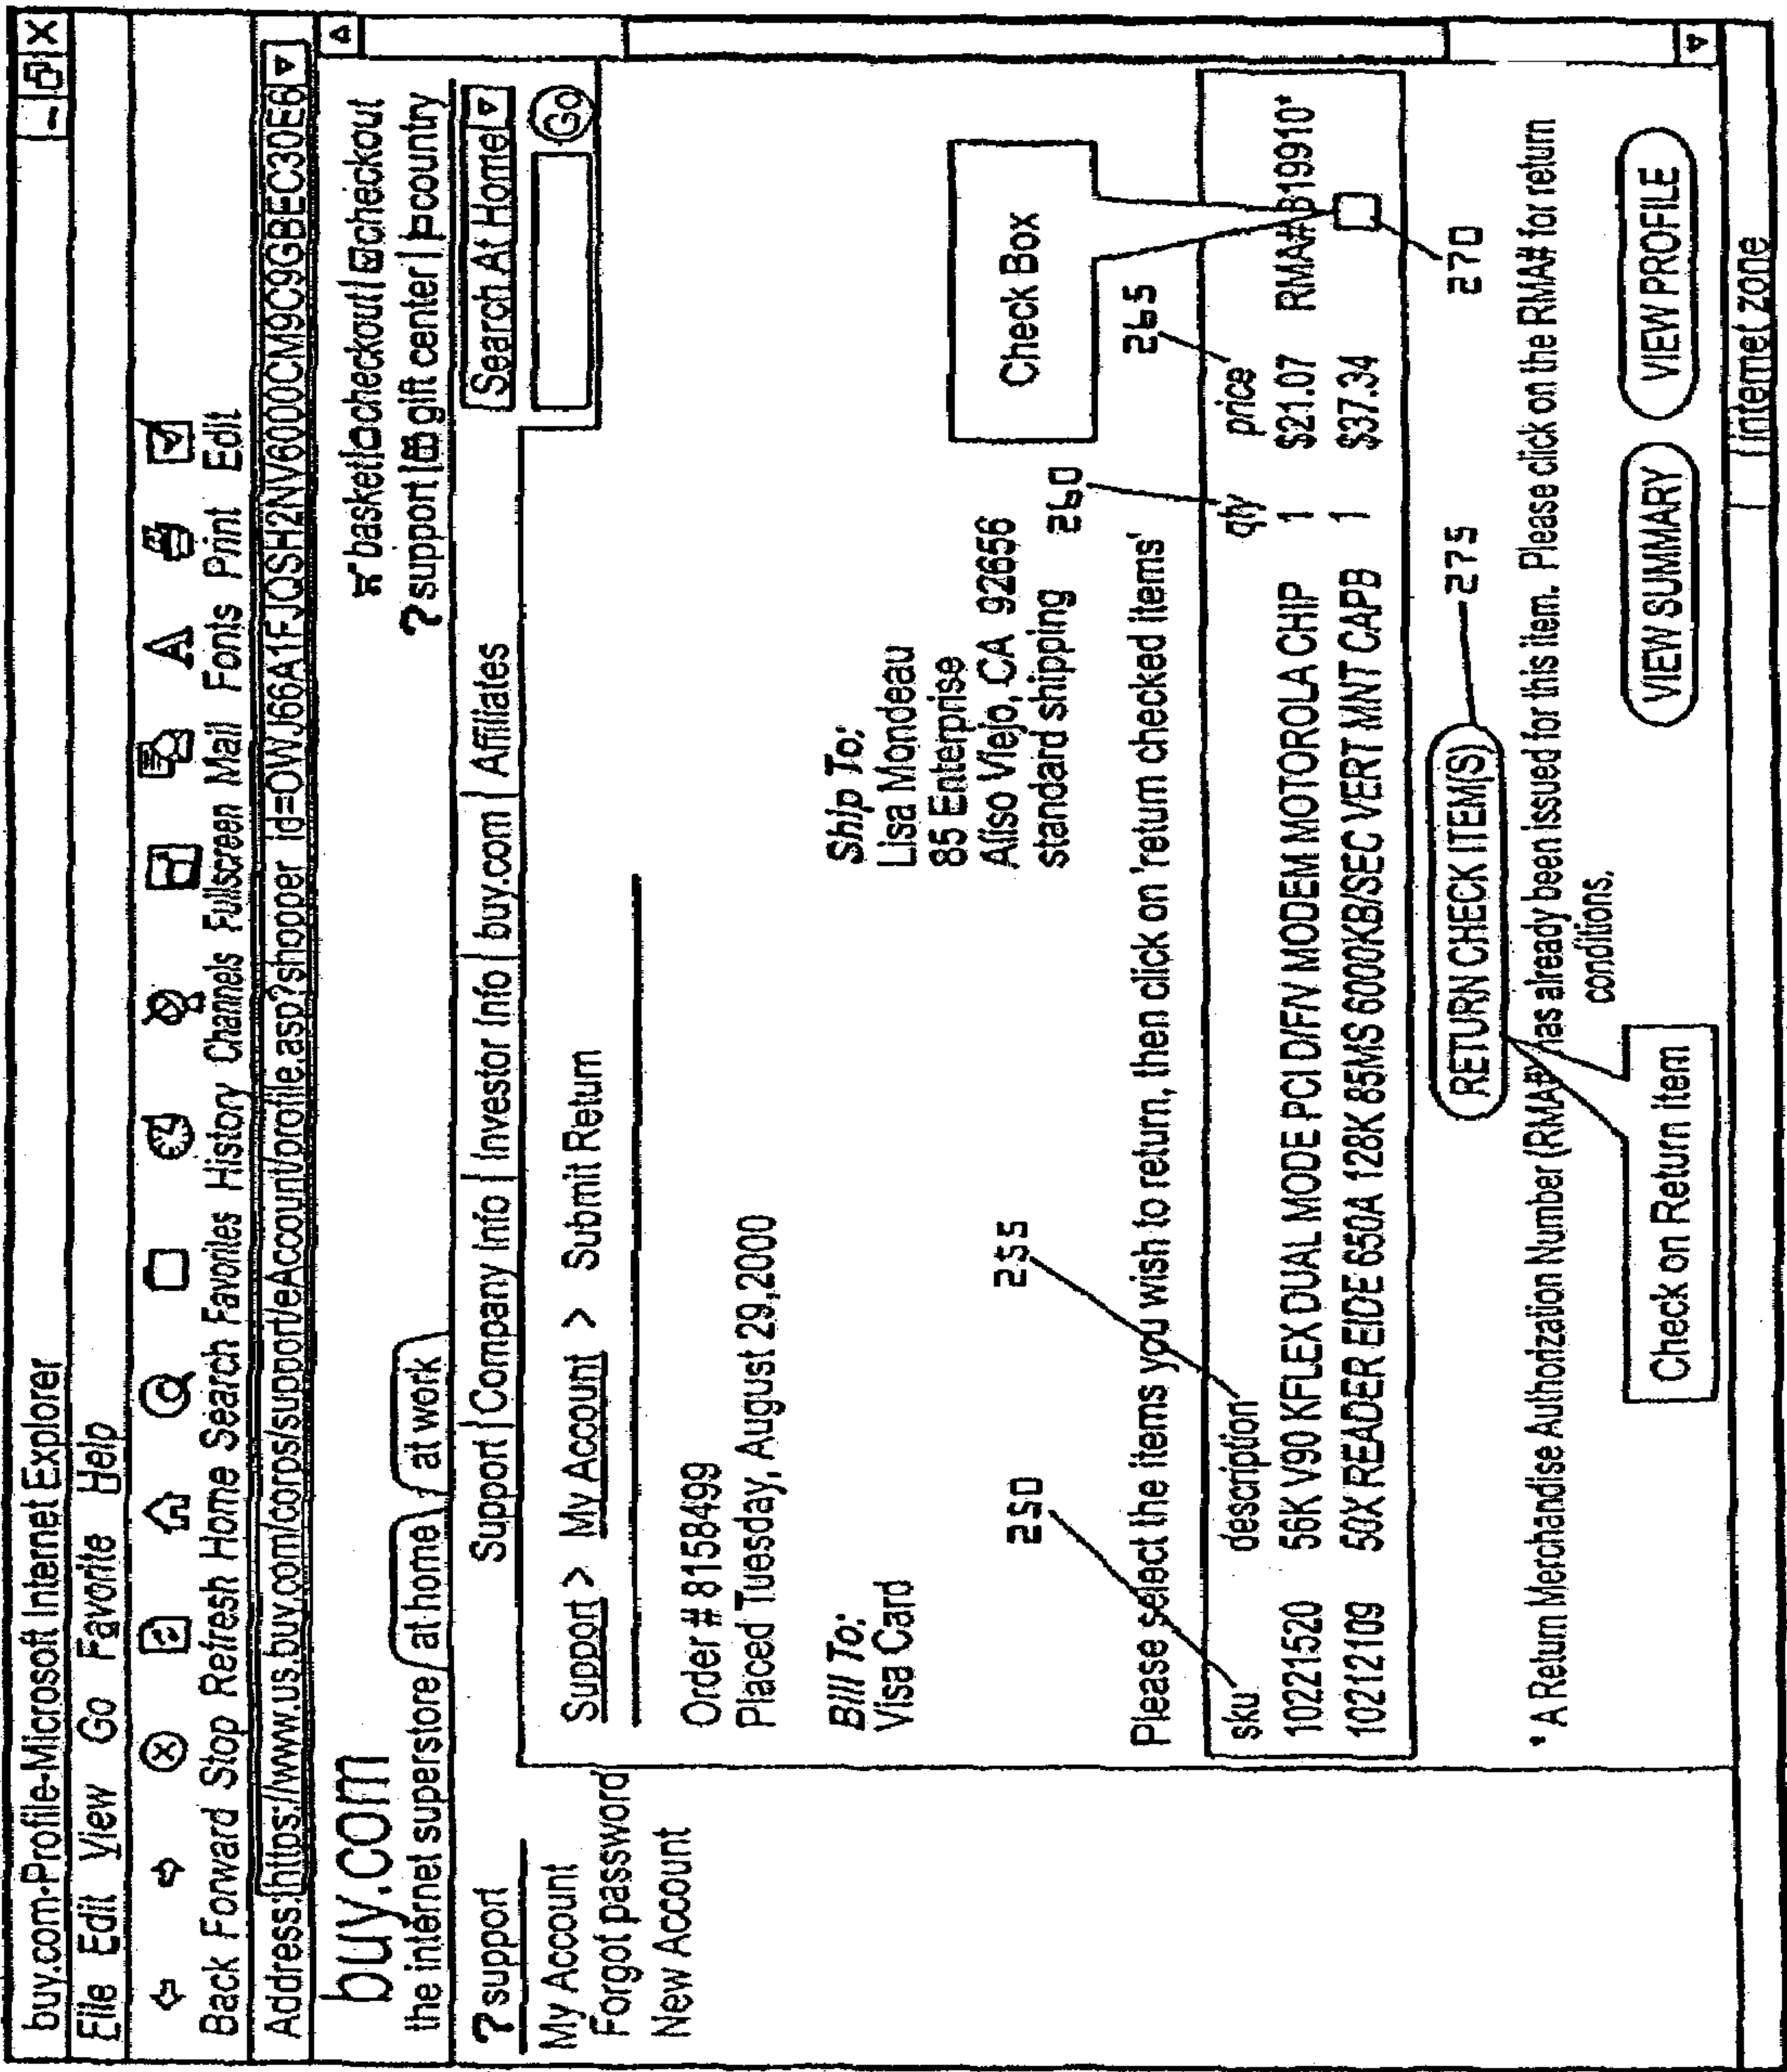 buy.com-Profile-Microsoft Internet Explorer
File Edit View Go Favorite Help
Back Forward Stop Refresh Home Search Favorites History Channels Fullscreen Mail Fonts Print Edit
Address: https://www.us.buy.com/corps/support/eAccount/profile.asp?shopper_id=OWJ66A1FJQSH2NV6000CM9C9GBEC30E6
buy.com
the internet superstore at home at work
basket checkout checkout
? support gift center country
? support
Support Company Info Investor Info buy.com Affiliates
Search At Home
Go
My Account
Forgot password
New Account
Support > My Account > Submit Return
Order # 8158499
Placed Tuesday, August 29,2000
Bill To:
Visa Card
Ship To:
Lisa Mondeau
85 Enterprise
Aliso Viejo, CA 92656
standard shipping
Check Box
250 255 260 265
Please select the items you wish to return, then click on 'return checked items'
sku description qty price
10221520 56K V90 KFLEX DUAL MODE PCI D/F/V MODEM MOTOROLA CHIP 1 $21.07 RMA#B19910*
10212109 50X READER EIDE 650A 128K 85MS 6000KB/SEC VERT MNT CAPB 1 $37.34
270
RETURN CHECK ITEM(S) 275
* A Return Merchandise Authorization Number (RMA#) has already been issued for this item. Please click on the RMA# for return
conditions.
Check on Return item
VIEW SUMMARY VIEW PROFILE
Internet zone